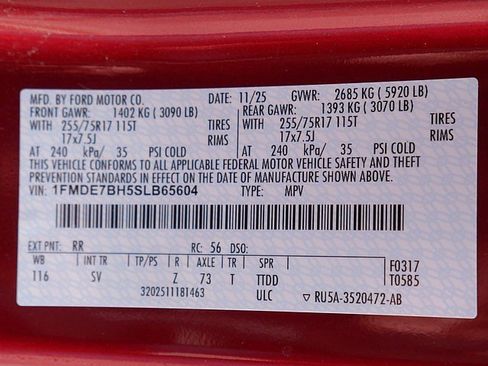 MFD. BY FORD MOTOR CO. DATE: 11/25 GVWR: 2685 KG (5920 LB)
FRONT GAWR: 1402 KG (3090 LB) REAR GAWR: 1393 KG (3070 LB)
WITH 255/75R17 115T TIRES WITH 255/75R17 115T TIRES
17x7.5J RIMS 17x7.5J RIMS
AT 240 kPa/ 35 PSI COLD AT 240 kPa/ 35 PSI COLD
THIS VEHICLE CONFORMS TO ALL APPLICABLE FEDERAL MOTOR VEHICLE SAFETY AND THEFT
PREVENTION STANDARDS IN EFFECT ON THE DATE OF MANUFACTURE SHOWN ABOVE.
VIN: 1FMDE7BH5SLB65604 TYPE: MPV
EXT PNT: RR RC: 56 DSO:
WB INT TR TP/PS R AXLE TR SPR F0317
116 SV Z 73 T TTDD T0585
3202511181463 ULC ▽ RU5A-3520472-AB